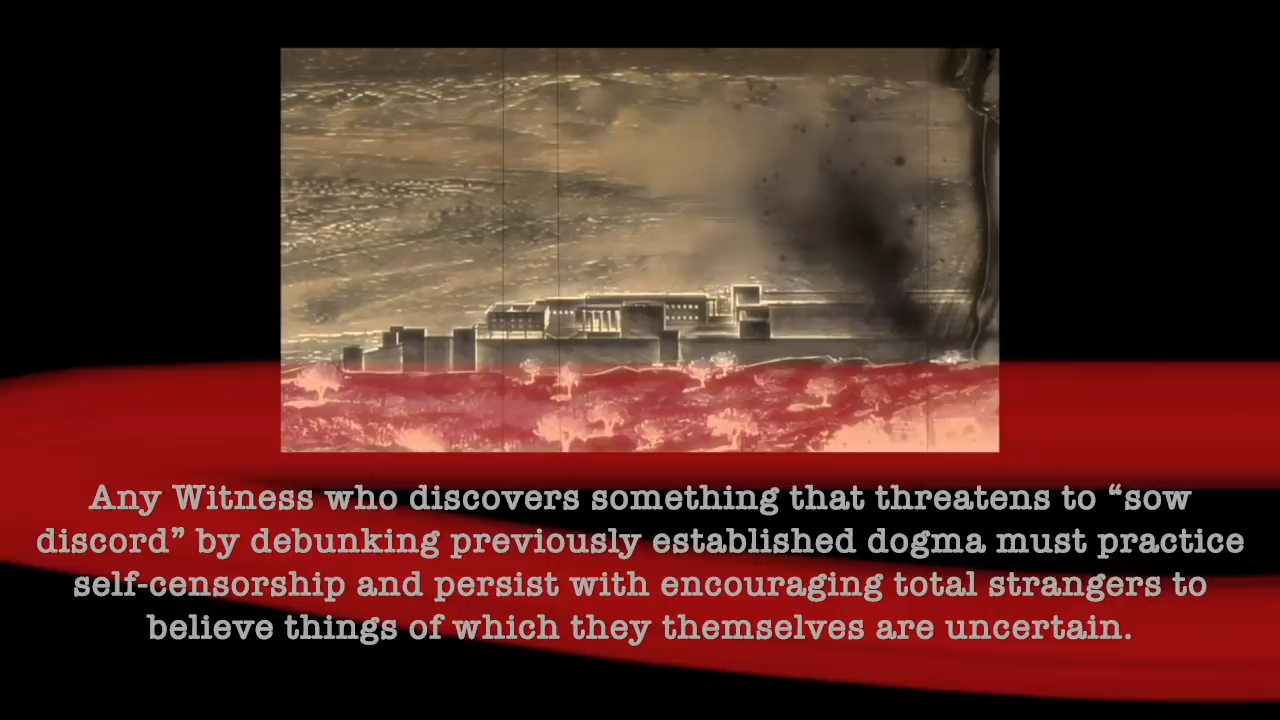 Any Witness who discovers something that threatens to “sow
discord” by debunking previously established dogma must practice
self-censorship and persist with encouraging total strangers to
believe things of which they themselves are uncertain.